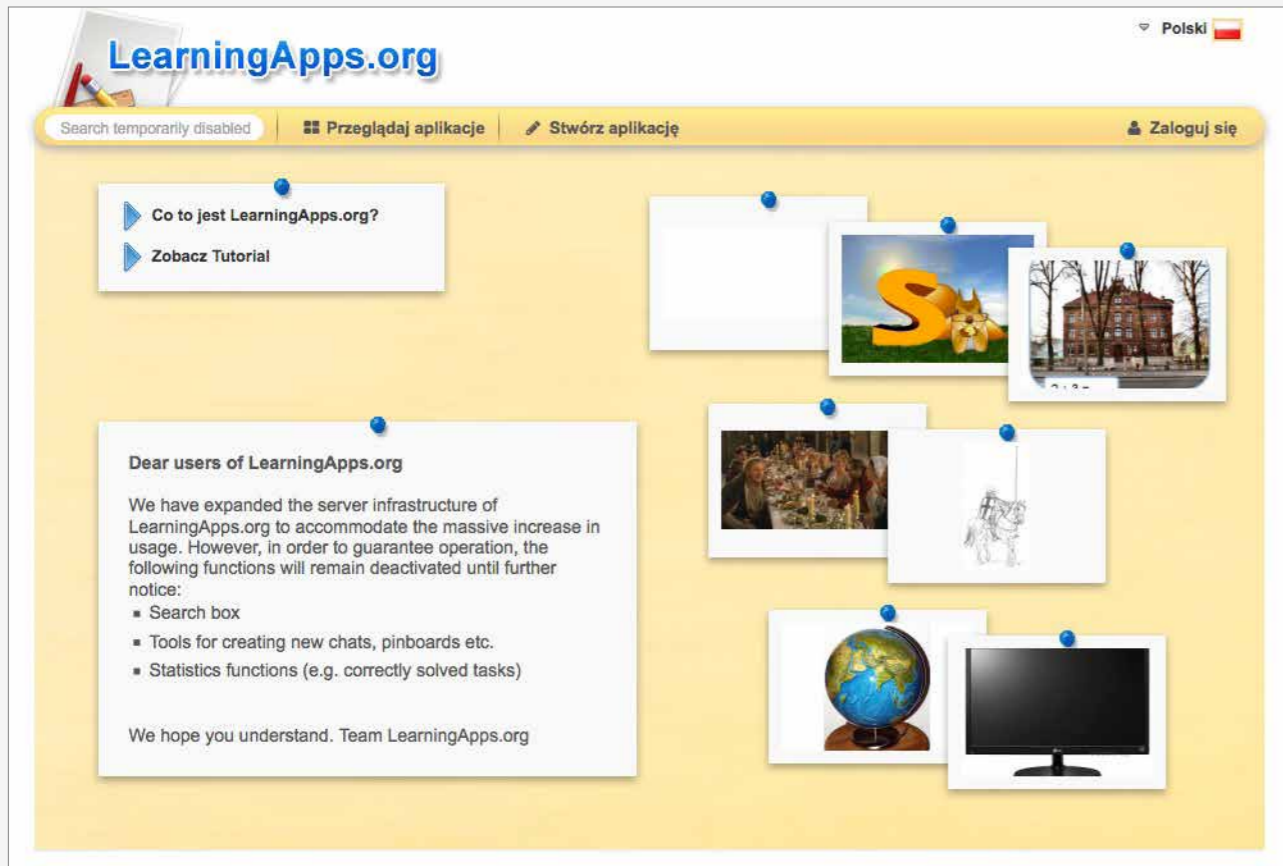 LearningApps.org
Polski
Search temporarily disabled
Przeglądaj aplikacje
Stwórz aplikację
Zaloguj się
Co to jest LearningApps.org?
Zobacz Tutorial
Dear users of LearningApps.org
We have expanded the server infrastructure of
LearningApps.org to accommodate the massive increase in
usage. However, in order to guarantee operation, the
following functions will remain deactivated until further
notice:
▪ Search box
▪ Tools for creating new chats, pinboards etc.
▪ Statistics functions (e.g. correctly solved tasks)
We hope you understand. Team LearningApps.org
S